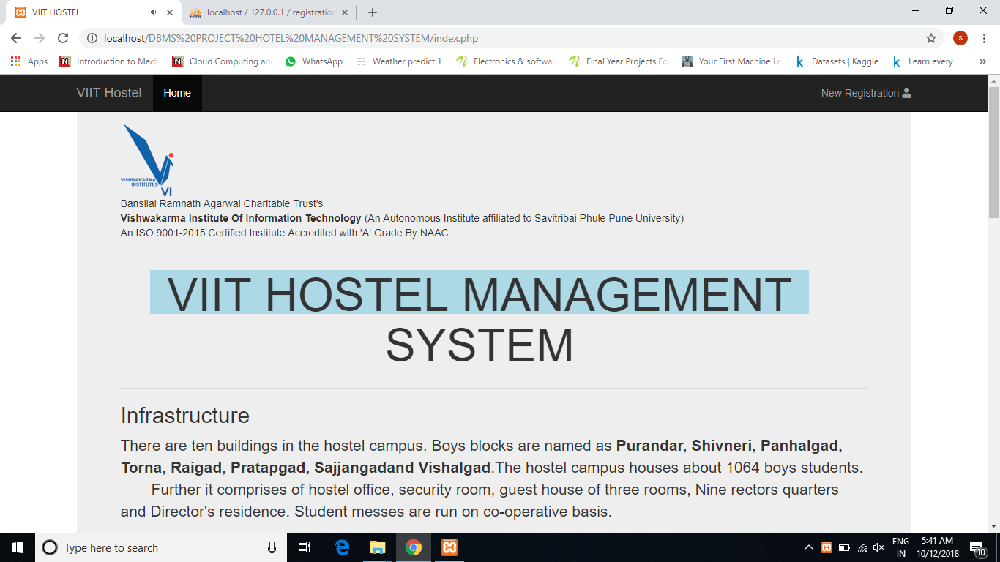 VIIT HOSTEL
localhost / 127.0.0.1 / registration
localhost/DBMS%20PROJECT%20HOTEL%20MANAGEMENT%20SYSTEM/index.php
s
Apps Introduction to Mach Cloud Computing an WhatsApp Weather predict 1 Electronics & softwar Final Year Projects Fo Your First Machine Le Datasets | Kaggle Learn every »
VIIT Hostel Home New Registration
VISHWAKARMA
INSTITUTES
VI
Bansilal Ramnath Agarwal Charitable Trust's
Vishwakarma Institute Of Information Technology (An Autonomous Institute affiliated to Savitribai Phule Pune University)
An ISO 9001-2015 Certified Institute Accredited with 'A' Grade By NAAC
VIIT HOSTEL MANAGEMENT
SYSTEM
Infrastructure
There are ten buildings in the hostel campus. Boys blocks are named as Purandar, Shivneri, Panhalgad,
Torna, Raigad, Pratapgad, Sajjangadand Vishalgad.The hostel campus houses about 1064 boys students.
Further it comprises of hostel office, security room, guest house of three rooms, Nine rectors quarters
and Director's residence. Student messes are run on co-operative basis.
Type here to search
ENG
IN
5:41 AM
10/12/2018
10